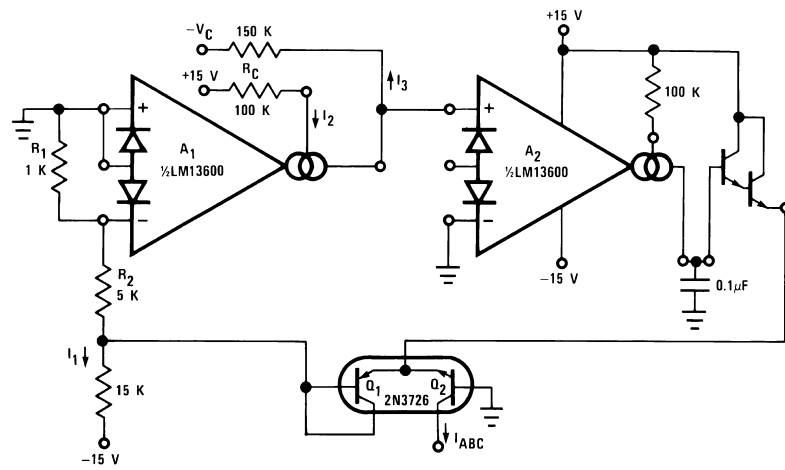 −VC
150 K
+15 V
RC
100 K
I2
I3
R1
1 K
+
A1
½LM13600
−
R2
5 K
I1
15 K
−15 V
+
A2
½LM13600
−
+15 V
100 K
−15 V
0.1μF
Q1
Q2
2N3726
IABC